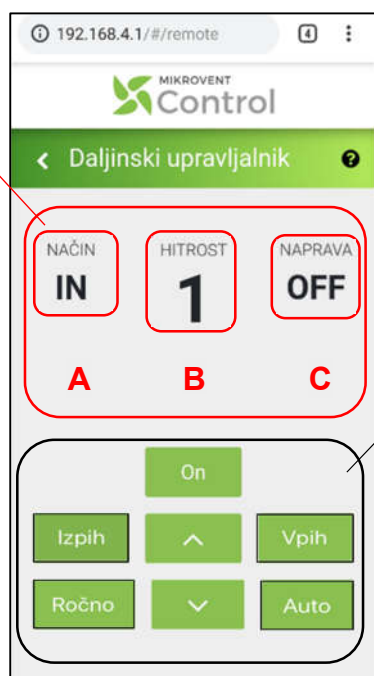 192.168.4.1/#/remote 4
MIKROVENT
Control
Daljinski upravljalnik ?
NAČIN HITROST NAPRAVA
IN 1 OFF
A B C
On
Izpih Vpih
Ročno Auto